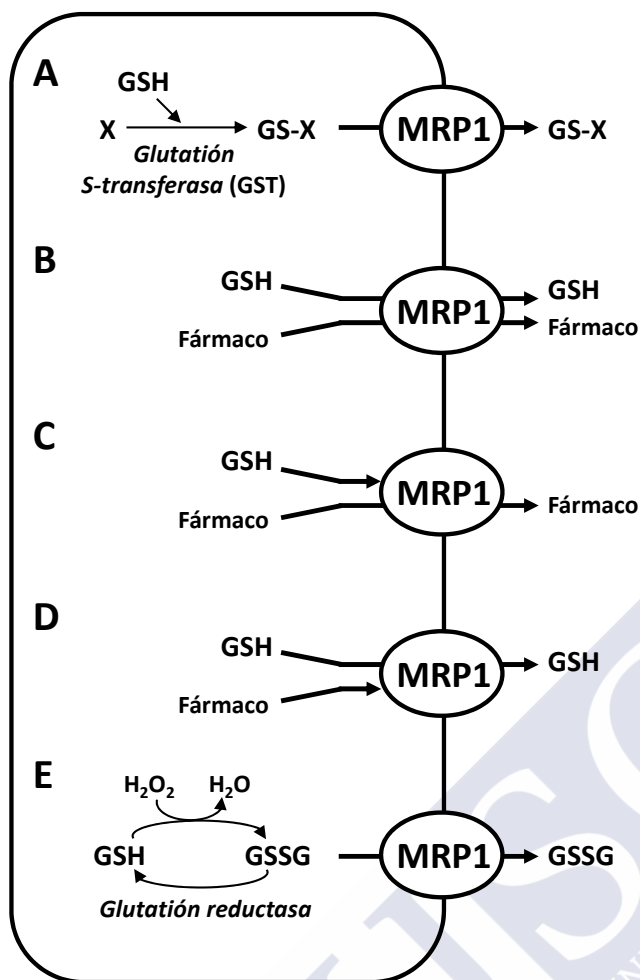 A
GSH
X GS-X MRP1 GS-X
Glutatión
S-transferasa (GST)
B
GSH MRP1 GSH
Fármaco Fármaco
C
GSH MRP1
Fármaco Fármaco
D
GSH MRP1 GSH
Fármaco
E
H₂O₂ H₂O
GSH GSSG MRP1 GSSG
Glutatión reductasa